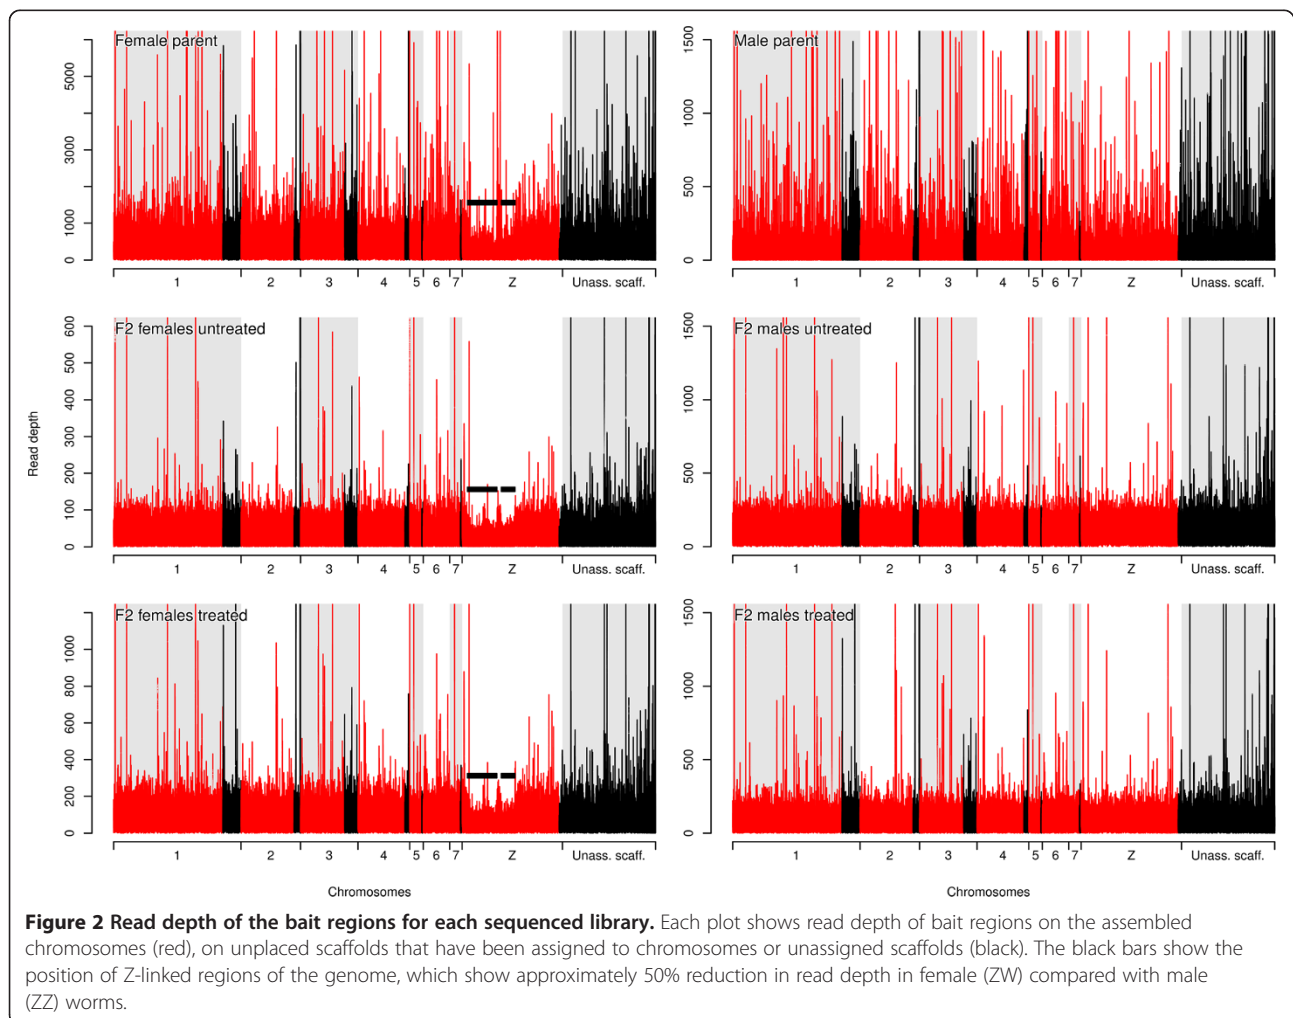 Female parent
0
1000
3000
5000
1 2 3 4 5 6 7 Z Unass. scaff.
Male parent
0
500
1000
1500
1 2 3 4 5 6 7 Z Unass. scaff.
Read depth
F2 females untreated
0
100
200
300
400
500
600
1 2 3 4 5 6 7 Z Unass. scaff.
F2 males untreated
0
500
1000
1500
1 2 3 4 5 6 7 Z Unass. scaff.
F2 females treated
0
200
400
600
800
1000
1 2 3 4 5 6 7 Z Unass. scaff.
Chromosomes
F2 males treated
0
500
1000
1500
1 2 3 4 5 6 7 Z Unass. scaff.
Chromosomes
Figure 2 Read depth of the bait regions for each sequenced library. Each plot shows read depth of bait regions on the assembled
chromosomes (red), on unplaced scaffolds that have been assigned to chromosomes or unassigned scaffolds (black). The black bars show the
position of Z-linked regions of the genome, which show approximately 50% reduction in read depth in female (ZW) compared with male
(ZZ) worms.